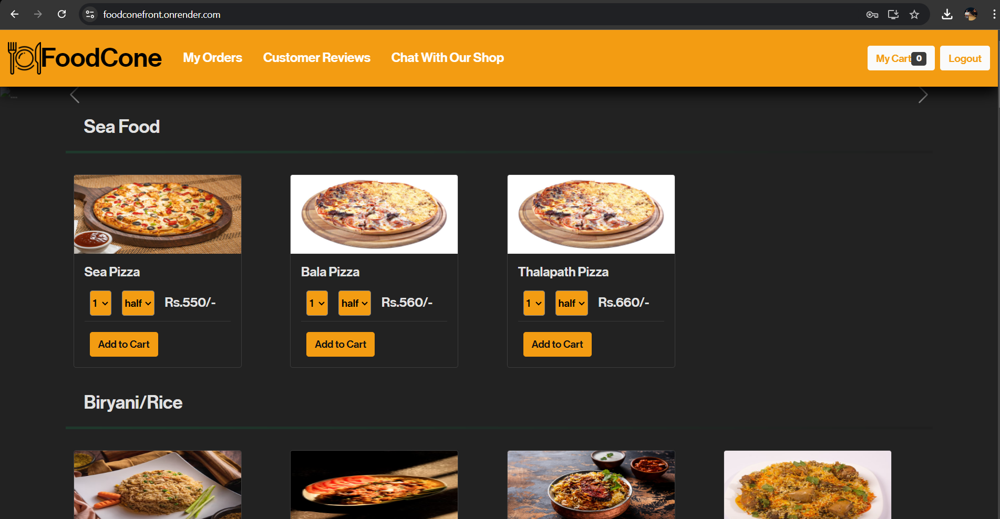 foodconefront.onrender.com
FoodCone
My Orders
Customer Reviews
Chat With Our Shop
My Cart 0
Logout
...
Sea Food
Sea Pizza
1 half Rs.550/-
Add to Cart
Bala Pizza
1 half Rs.560/-
Add to Cart
Thalapath Pizza
1 half Rs.660/-
Add to Cart
Biryani/Rice